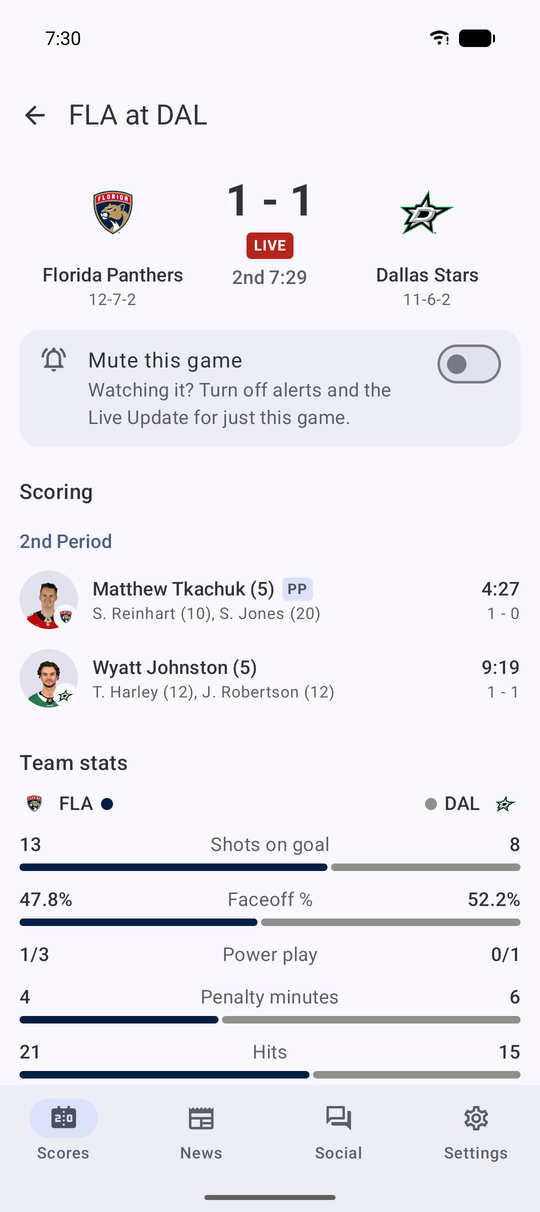 7:30
FLA at DAL
FLORIDA
1 - 1
LIVE
2nd 7:29
Florida Panthers
12-7-2
D
Dallas Stars
11-6-2
Mute this game
Watching it? Turn off alerts and the
Live Update for just this game.
Scoring
2nd Period
Matthew Tkachuk (5) PP 4:27
S. Reinhart (10), S. Jones (20) 1 - 0
Wyatt Johnston (5) 9:19
T. Harley (12), J. Robertson (12) 1 - 1
Team stats
FLA DAL
13 Shots on goal 8
47.8% Faceoff % 52.2%
1/3 Power play 0/1
4 Penalty minutes 6
21 Hits 15
2:0
Scores News Social Settings